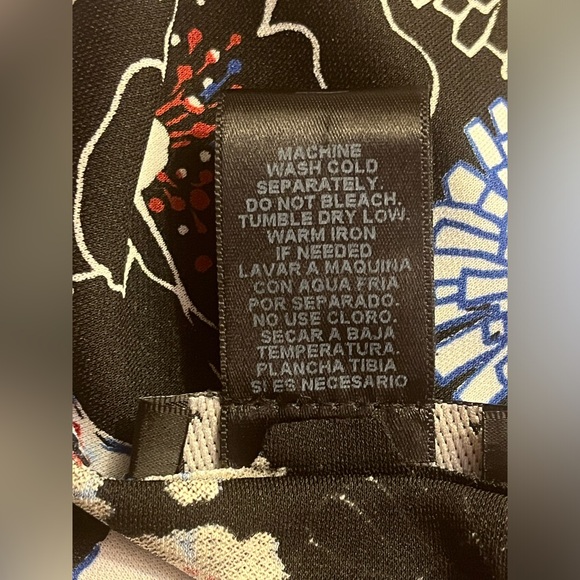 MACHINE
WASH COLD
SEPARATELY.
DO NOT BLEACH.
TUMBLE DRY LOW.
WARM IRON
IF NEEDED
LAVAR A MAQUINA
CON AGUA FRIA
POR SEPARADO.
NO USE CLORO.
SECAR A BAJA
TEMPERATURA.
PLANCHA TIBIA
SI ES NECESARIO